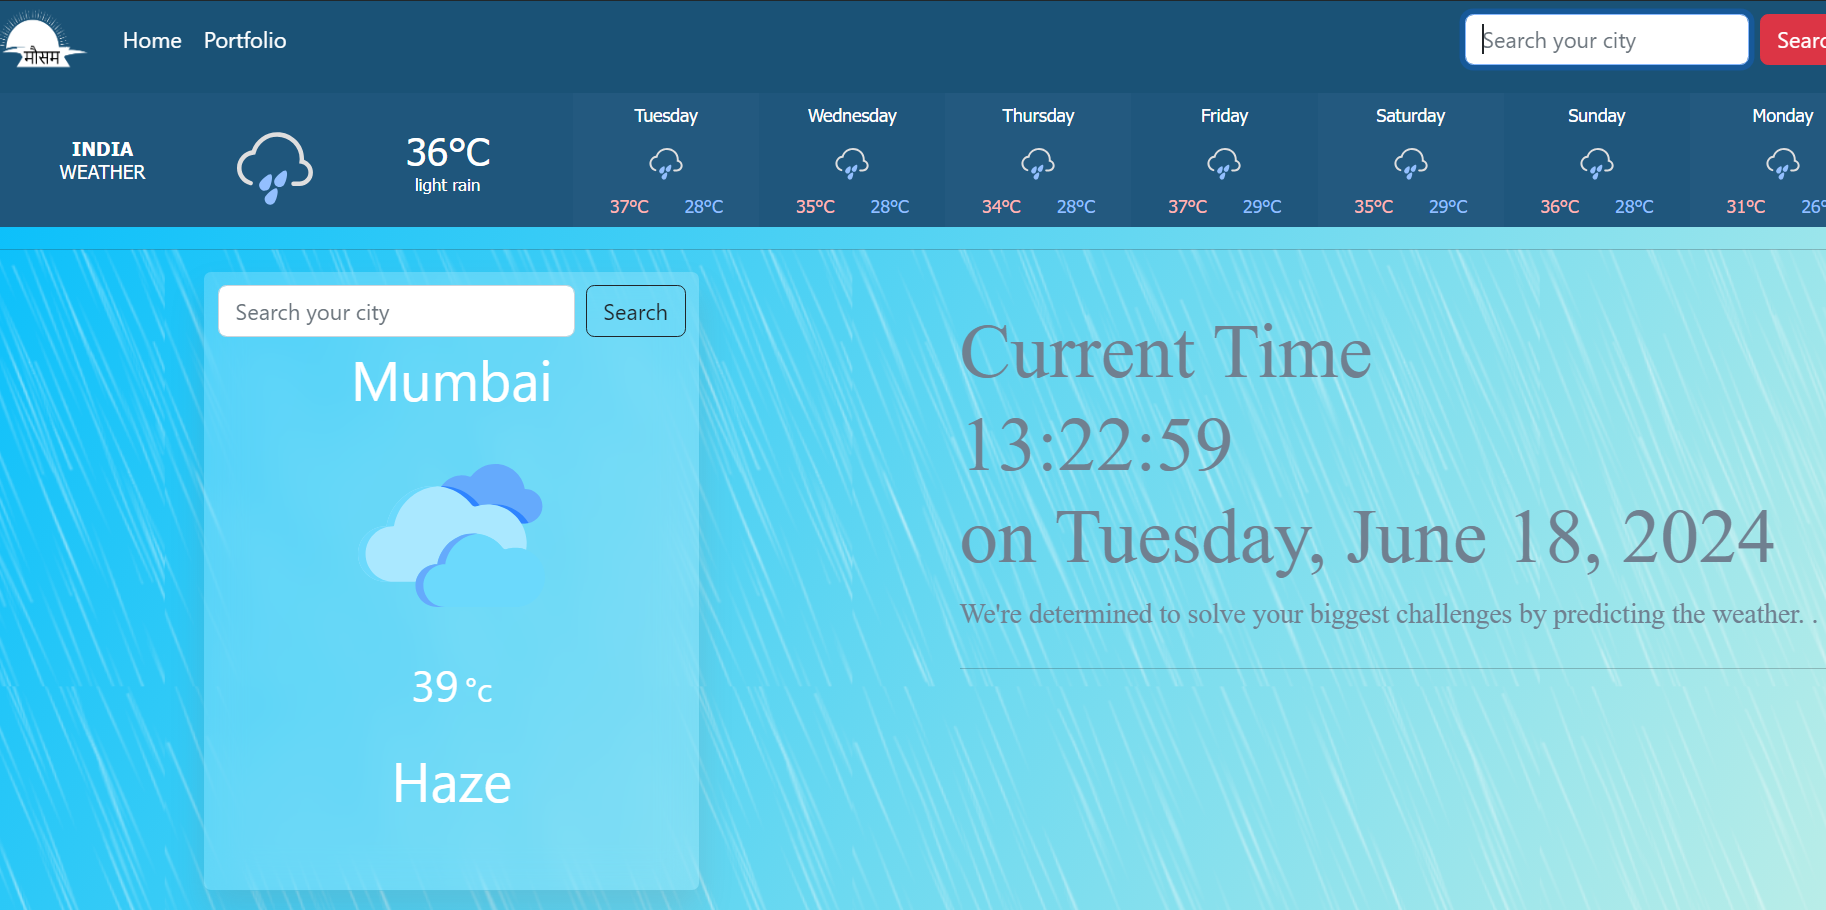 मौसम
Home Portfolio
Search your city
Searc
INDIA
WEATHER
36°C
light rain
Tuesday
37°C 28°C
Wednesday
35°C 28°C
Thursday
34°C 28°C
Friday
37°C 29°C
Saturday
35°C 29°C
Sunday
36°C 28°C
Monday
31°C 26°
Search your city
Search
Mumbai
39 °c
Haze
Current Time
13:22:59
on Tuesday, June 18, 2024
We're determined to solve your biggest challenges by predicting the weather. .